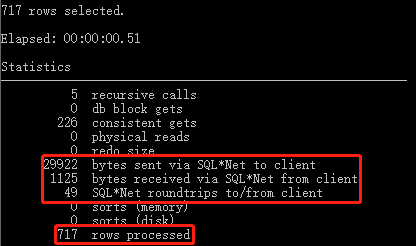 717 rows selected.
Elapsed: 00:00:00.51
Statistics
5 recursive calls
0 db block gets
226 consistent gets
0 physical reads
0 redo size
29922 bytes sent via SQL*Net to client
1125 bytes received via SQL*Net from client
49 SQL*Net roundtrips to/from client
0 sorts (memory)
0 sorts (disk)
717 rows processed